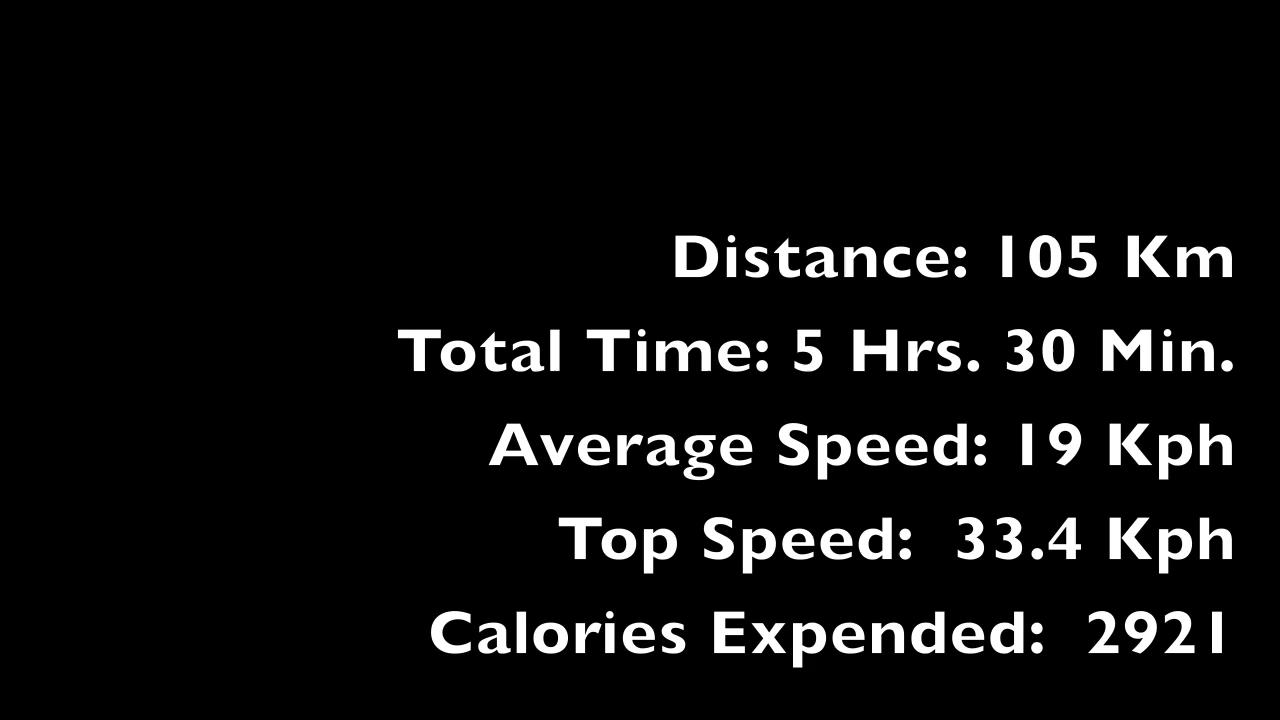 Distance: 105 Km
Total Time: 5 Hrs. 30 Min.
Average Speed: 19 Kph
Top Speed:  33.4 Kph
Calories Expended:  2921